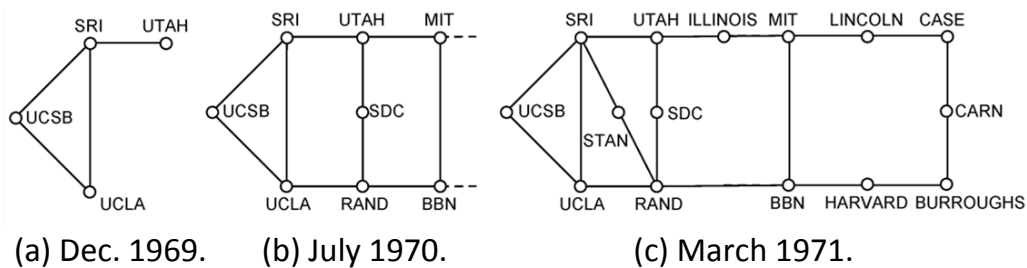 SRI UTAH
UCSB
UCLA
(a) Dec. 1969.
SRI UTAH MIT
UCSB SDC
UCLA RAND BBN
(b) July 1970.
SRI UTAH ILLINOIS MIT LINCOLN CASE
UCSB SDC CARN
STAN
UCLA RAND BBN HARVARD BURROUGHS
(c) March 1971.